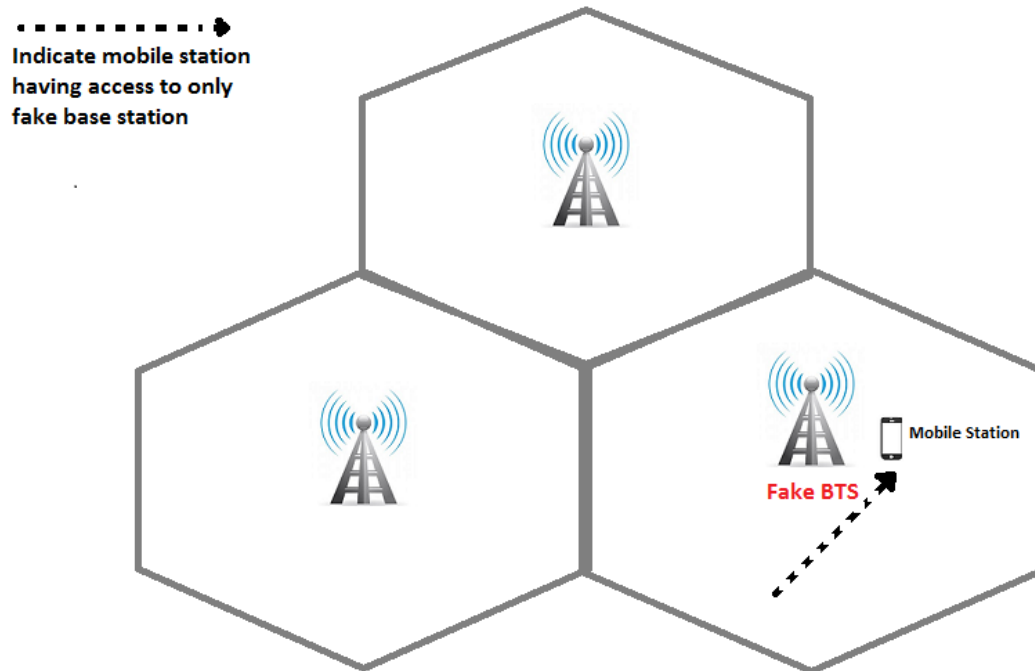 Indicate mobile station
having access to only
fake base station
Mobile Station
Fake BTS